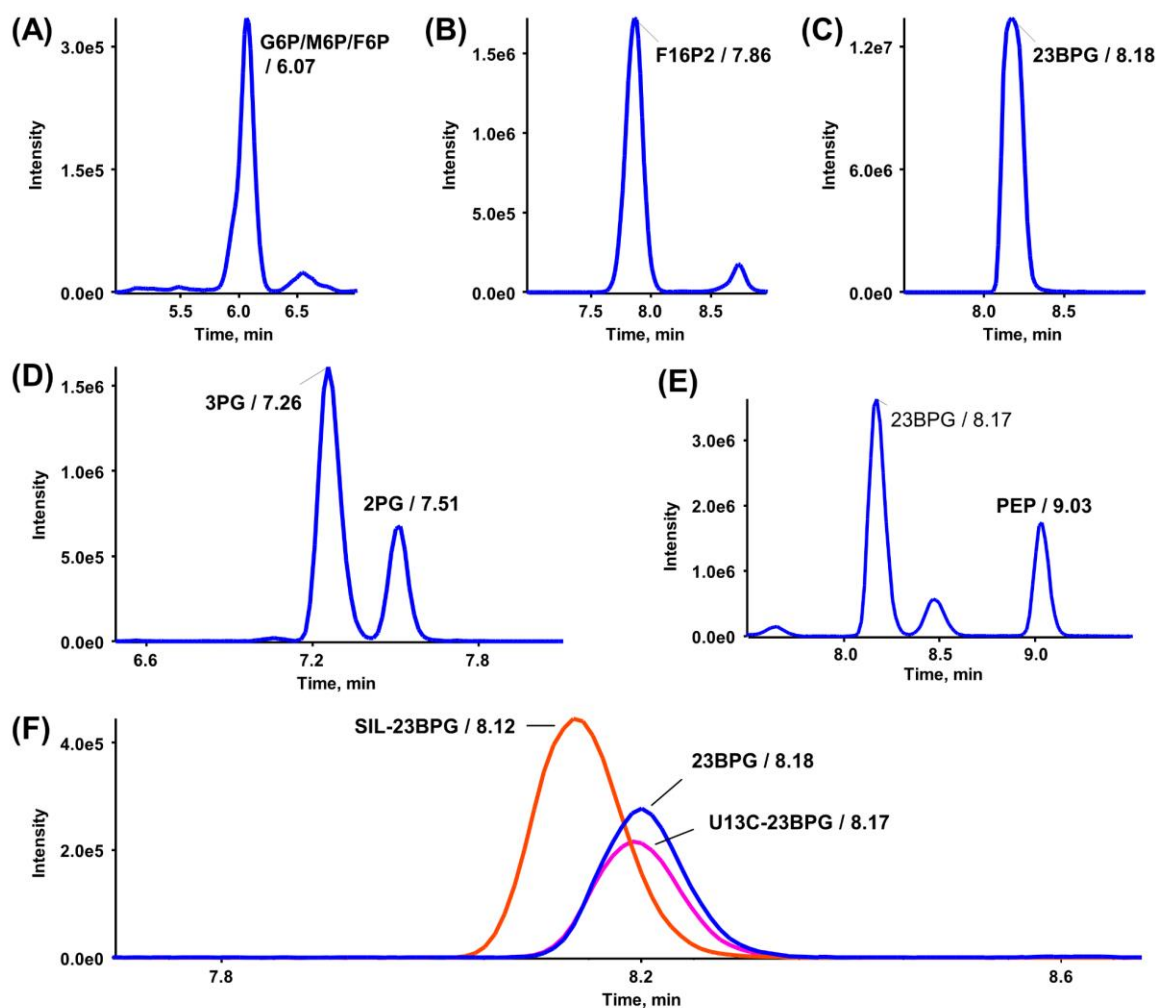 (A)
G6P/M6P/F6P
/ 6.07
3.0e5
1.5e5
0.0e0
Intensity
5.5 6.0 6.5
Time, min
(B)
F16P2 / 7.86
1.5e6
1.0e6
5.0e5
0.0e0
Intensity
7.5 8.0 8.5
Time, min
(C)
23BPG / 8.18
1.2e7
6.0e6
0.0e0
Intensity
8.0 8.5
Time, min
(D)
3PG / 7.26
2PG / 7.51
1.5e6
1.0e6
5.0e5
0.0e0
Intensity
6.6 7.2 7.8
Time, min
(E)
23BPG / 8.17
PEP / 9.03
3.0e6
2.0e6
1.0e6
0.0e0
Intensity
8.0 8.5 9.0
Time, min
(F)
SIL-23BPG / 8.12
23BPG / 8.18
U13C-23BPG / 8.17
4.0e5
2.0e5
0.0e0
Intensity
7.8 8.2 8.6
Time, min